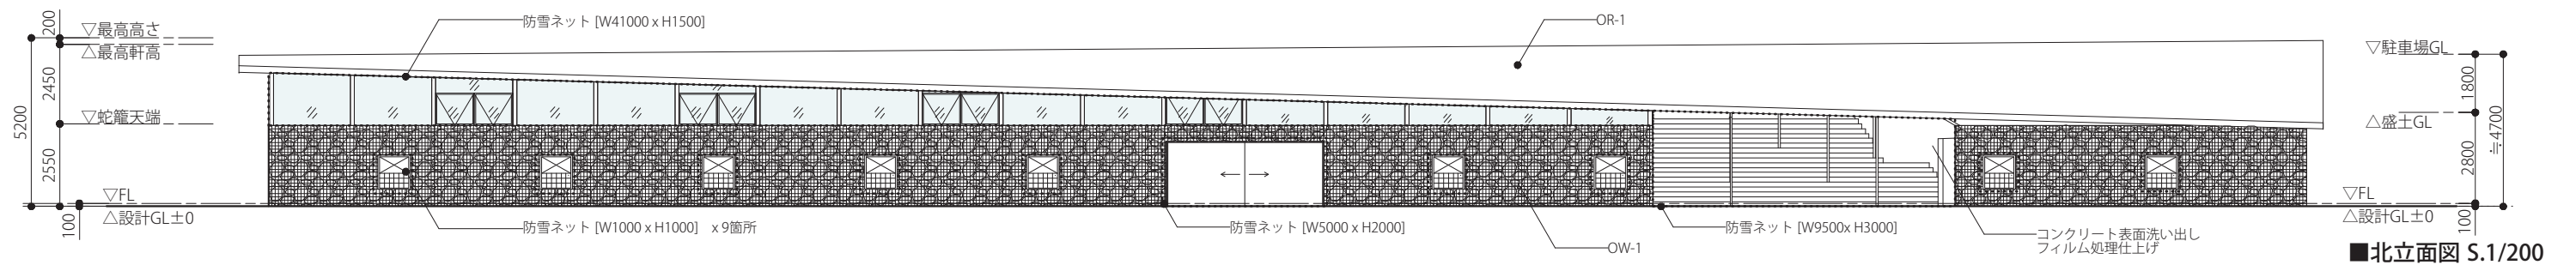 200
▽最高高さ
△最高軒高
2450
5200
▽蛇籠天端
2550
▽FL
△設計GL±0
100
防雪ネット [W41000 x H1500]
OR-1
防雪ネット [W1000 x H1000] x 9箇所
防雪ネット [W5000 x H2000]
OW-1
防雪ネット [W9500x H3000]
コンクリート表面洗い出し
フィルム処理仕上げ
▽駐車場GL
1800
≒4700
△盛土GL
2800
▽FL
△設計GL±0
100
■北立面図 S.1/200